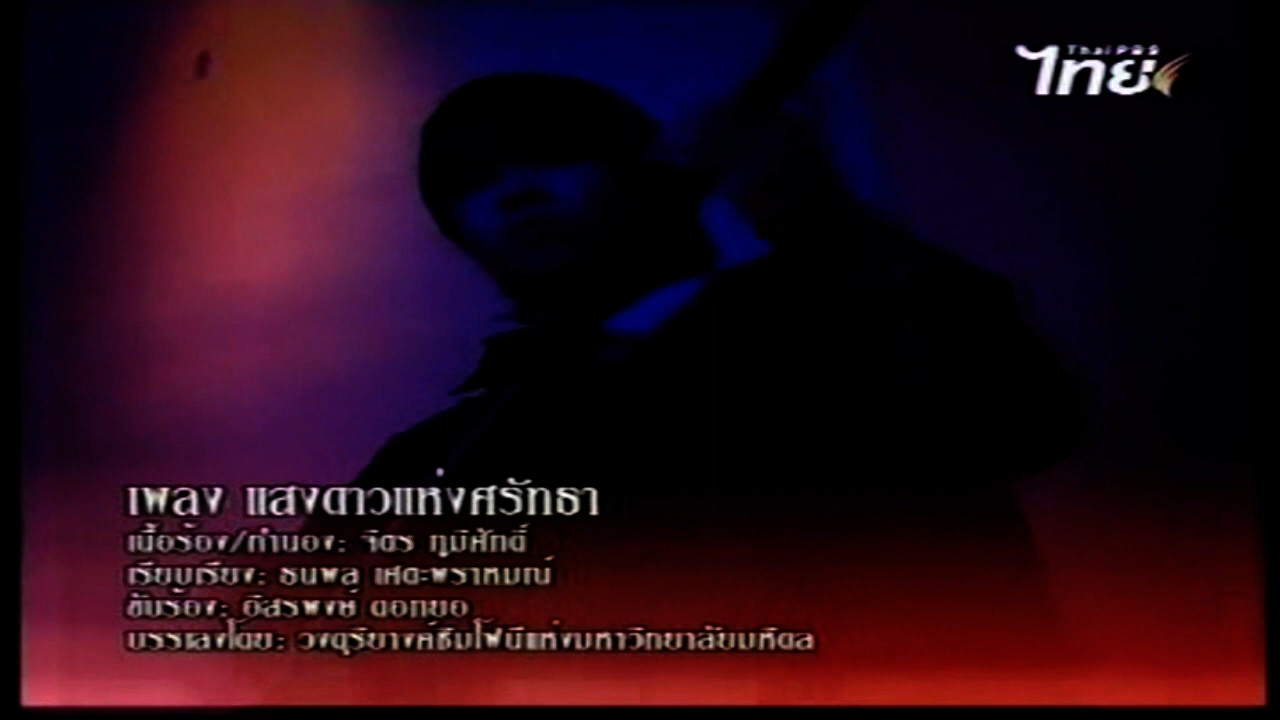 Thai PBS
ไทย
เพลง แสงดาวแห่งศรัทธา
เนื้อร้อง/ทำนอง: จิตร ภูมิศักดิ์
เรียบเรียง: ธนพล เศตะพราหมณ์
ขับร้อง: อิสรพงษ์ ดอกยอ
บรรเลงโดย: วงดุริยางค์ซิมโฟนีแห่งมหาวิทยาลัยมหิดล